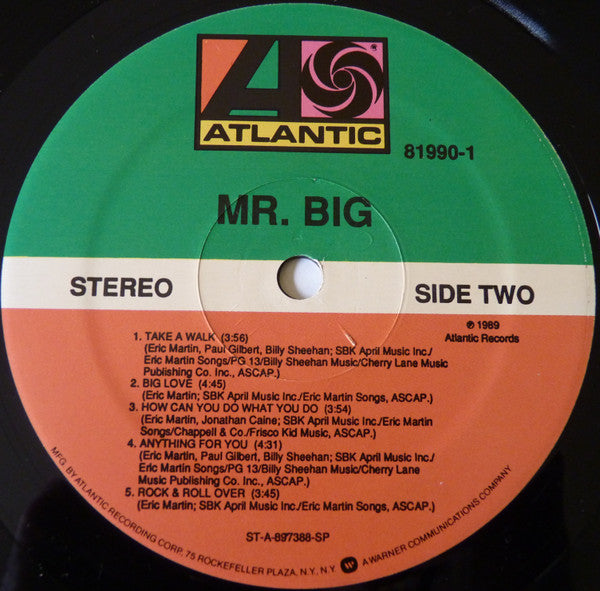 ATLANTIC
81990-1
MR. BIG
STEREO
SIDE TWO
℗ 1989
Atlantic Records
1. TAKE A WALK (3:56)
(Eric Martin, Paul Gilbert, Billy Sheehan; SBK April Music Inc./
Eric Martin Songs/PG 13/Billy Sheehan Music/Cherry Lane Music
Publishing Co. Inc., ASCAP.)
2. BIG LOVE (4:45)
(Eric Martin; SBK April Music Inc./Eric Martin Songs, ASCAP.)
3. HOW CAN YOU DO WHAT YOU DO (3:54)
(Eric Martin, Jonathan Caine; SBK April Music Inc./Eric Martin
Songs/Chappell & Co./Frisco Kid Music, ASCAP.)
4. ANYTHING FOR YOU (4:31)
(Eric Martin, Paul Gilbert, Billy Sheehan; SBK April Music Inc./
Eric Martin Songs/PG 13/Billy Sheehan Music/Cherry Lane
Music Publishing Co. Inc., ASCAP.)
5. ROCK & ROLL OVER (3:45)
(Eric Martin; SBK April Music Inc./Eric Martin Songs, ASCAP.)
ST-A-897388-SP
MFG. BY ATLANTIC RECORDING CORP. 75 ROCKEFELLER PLAZA, N.Y. N.Y. A WARNER COMMUNICATIONS COMPANY